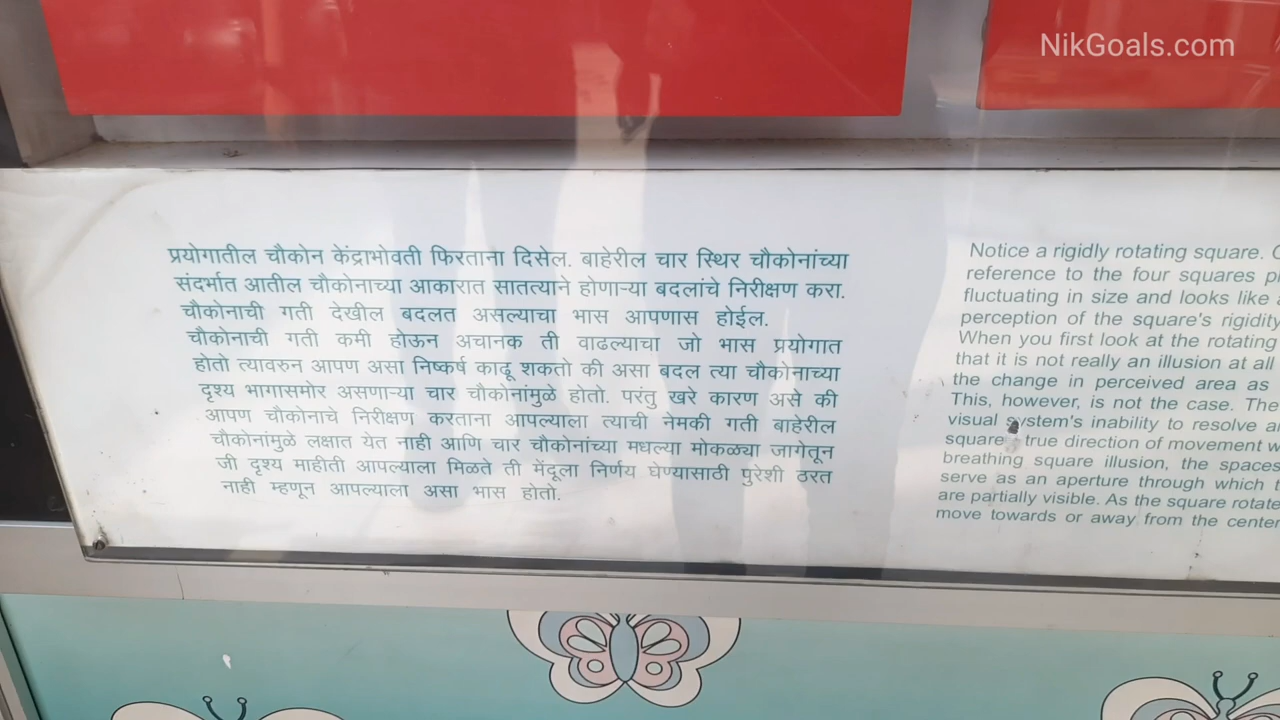 NikGoals.com
प्रयोगातील चौकोन केंद्राभोवती फिरताना दिसेल. बाहेरील चार स्थिर चौकोनांच्या
संदर्भात आतील चौकोनाच्या आकारात सातत्याने होणाऱ्या बदलांचे निरीक्षण करा.
चौकोनाची गती देखील बदलत असल्याचा भास आपणास होईल.
चौकोनाची गती कमी होऊन अचानक ती वाढल्याचा जो भास प्रयोगात
होतो त्यावरुन आपण असा निष्कर्ष काढू शकतो की असा बदल त्या चौकोनाच्या
दृश्य भागासमोर असणाऱ्या चार चौकोनांमुळे होतो. परंतु खरे कारण असे की
आपण चौकोनाचे निरीक्षण करताना आपल्याला त्याची नेमकी गती बाहेरील
चौकोनांमुळे लक्षात येत नाही आणि चार चौकोनांच्या मधल्या मोकळ्या जागेतून
जी दृश्य माहीती आपल्याला मिळते ती मेंदूला निर्णय घेण्यासाठी पुरेशी ठरत
नाही म्हणून आपल्याला असा भास होतो.
Notice a rigidly rotating square.
reference to the four squares
fluctuating in size and looks like
perception of the square's rigidity
When you first look at the rotating
that it is not really an illusion at all
the change in perceived area as
This, however, is not the case. The
visual system's inability to resolve
square true direction of movement
breathing square illusion, the spaces
serve as an aperture through which
are partially visible. As the square rotate
move towards or away from the center